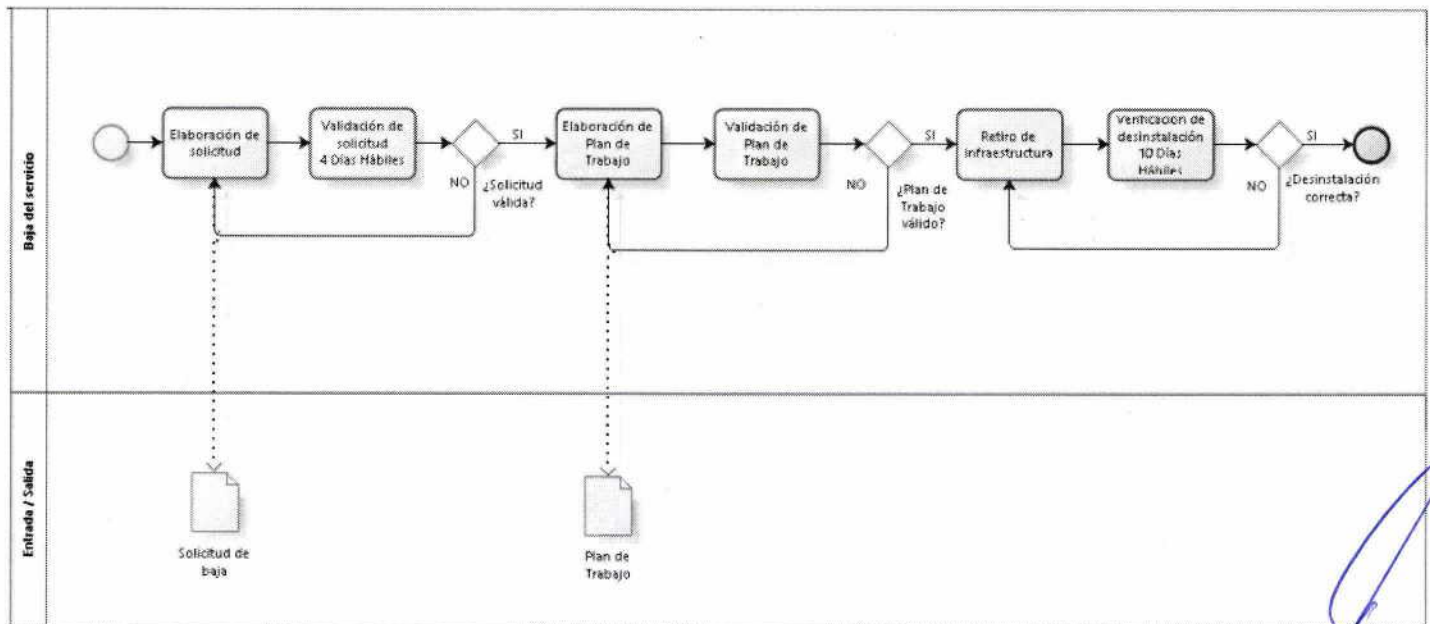 Baja del servicio
Elaboración de
solicitud
Validación de
solicitud
4 Días Hábiles
SI
NO
¿Solicitud
válida?
Elaboración de
Plan de
Trabajo
Validación de
Plan de
Trabajo
SI
NO
¿Plan de
Trabajo
válido?
Retiro de
infraestructura
Verificación de
desinstalación
10 Días
Hábiles
SI
NO
¿Desinstalación
correcta?
Entrada / Salida
Solicitud de
baja
Plan de
Trabajo